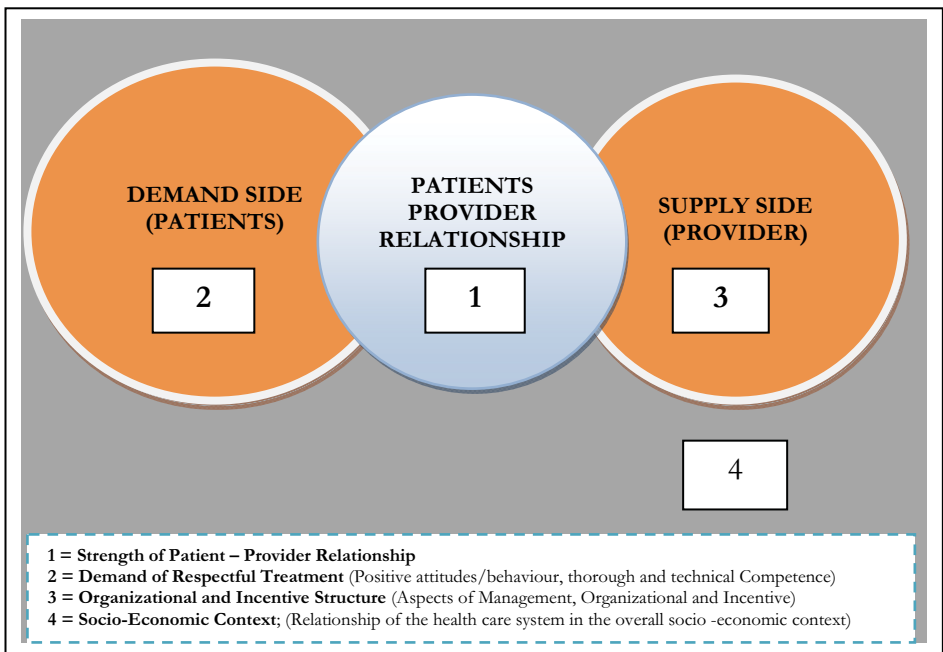 DEMAND SIDE
(PATIENTS)
2
PATIENTS
PROVIDER
RELATIONSHIP
1
SUPPLY SIDE
(PROVIDER)
3
4
1 = Strength of Patient – Provider Relationship
2 = Demand of Respectful Treatment (Positive attitudes/behaviour, thorough and technical Competence)
3 = Organizational and Incentive Structure (Aspects of Management, Organizational and Incentive)
4 = Socio-Economic Context; (Relationship of the health care system in the overall socio -economic context)